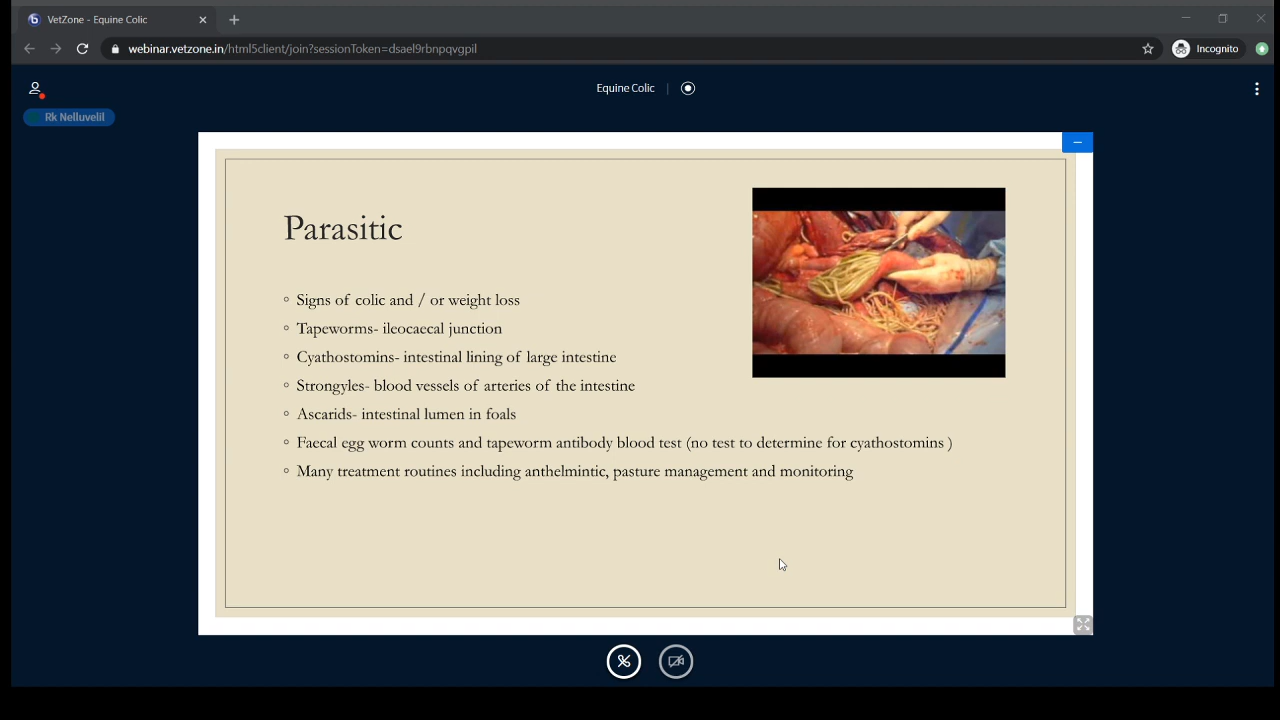 VetZone - Equine Colic
webinar.vetzone.in/html5client/join?sessionToken=dsael9rbnpqvgpil
Incognito
Equine Colic
Rk Nelluvelil
Parasitic
Signs of colic and / or weight loss
Tapeworms- ileocaecal junction
Cyathostomins- intestinal lining of large intestine
Strongyles- blood vessels of arteries of the intestine
Ascarids- intestinal lumen in foals
Faecal egg worm counts and tapeworm antibody blood test (no test to determine for cyathostomins )
Many treatment routines including anthelmintic, pasture management and monitoring